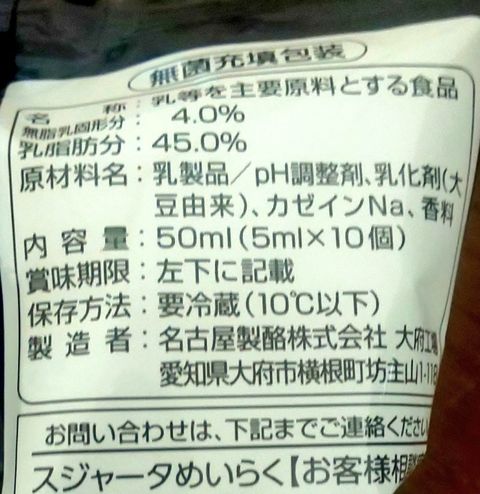 無菌充填包装
名称：乳等を主要原料とする食品
無脂乳固形分：4.0%
乳脂肪分：45.0%
原材料名：乳製品／pH調整剤、乳化剤（大
豆由来）、カゼインNa、香料
内容量：50ml（5ml×10個）
賞味期限：左下に記載
保存方法：要冷蔵（10℃以下）
製造者：名古屋製酪株式会社 大府工場
愛知県大府市横根町坊主山1-118
お問い合わせは、下記までご連絡ください
スジャータめいらく【お客様相談